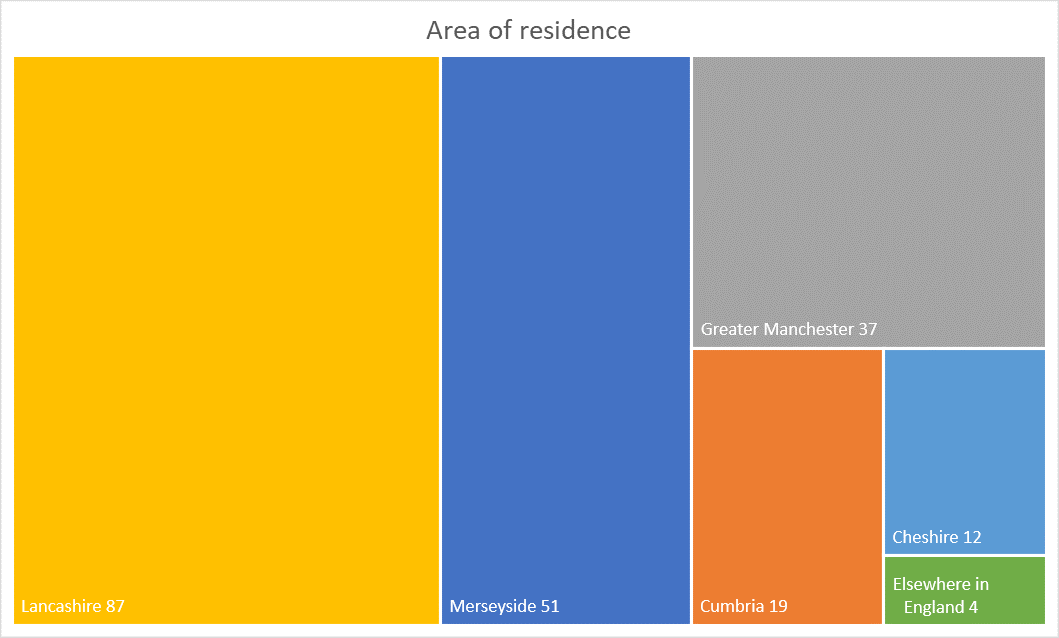 Area of residence
Lancashire 87
Merseyside 51
Greater Manchester 37
Cumbria 19
Cheshire 12
Elsewhere in
England 4